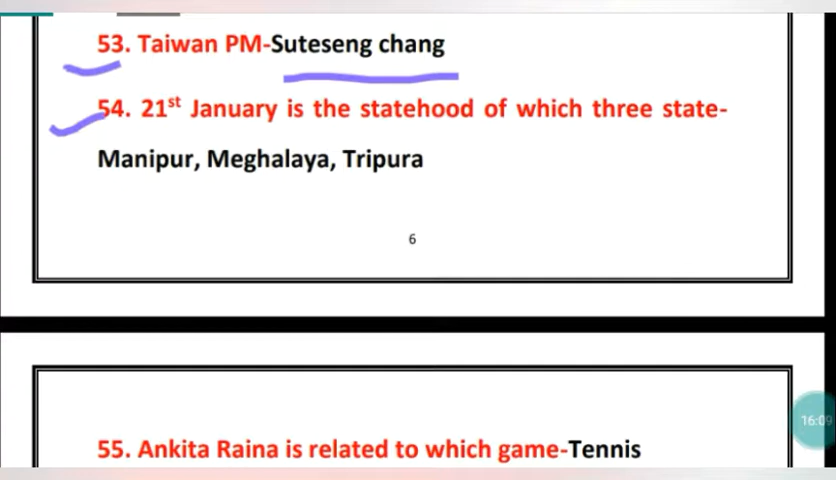 53. Taiwan PM-Suteseng chang
54. 21st January is the statehood of which three state-
Manipur, Meghalaya, Tripura
6
16:09
55. Ankita Raina is related to which game-Tennis